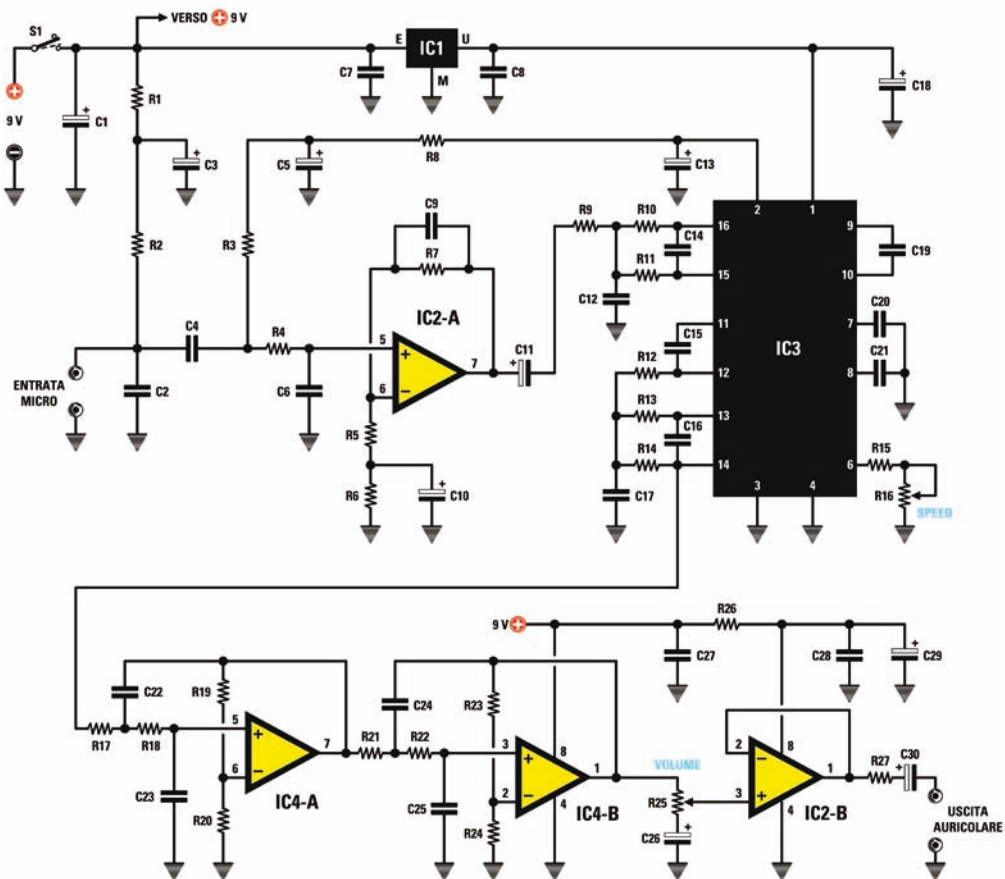 S1
VERSO + 9 V
E
IC1
U
M
C7
C8
C18
R1
9 V
C1
C3
C5
R8
C13
R2
R3
C9
R7
IC2-A
C4
R4
5
6
7
C11
ENTRATA
MICRO
C2
C6
R5
R6
C10
R9
R10
C14
R11
C12
C15
R12
R13
C16
R14
C17
2
1
16
15
11
12
13
14
IC3
9
10
7
8
6
3
4
C19
C20
C21
R15
R16
SPEED
9 V +
R26
C27
C28
C29
C22
R19
R17
R18
5
6
7
C23
R20
IC4-A
C24
R23
R21
R22
3
2
8
1
4
C25
R24
IC4-B
VOLUME
R25
C26
2
3
8
1
4
IC2-B
R27
C30
USCITA
AURICOLARE